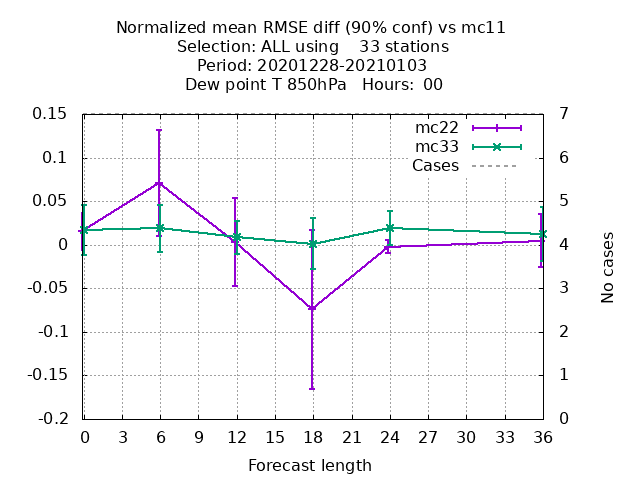 Normalized mean RMSE diff (90% conf) vs mc11
Selection: ALL using    33 stations
Period: 20201228-20210103
Dew point T 850hPa   Hours:  00
mc22
mc33
Cases
0.15
0.1
0.05
0
-0.05
-0.1
-0.15
-0.2
7
6
5
4
3
2
1
0
No cases
0 3 6 9 12 15 18 21 24 27 30 33 36
Forecast length